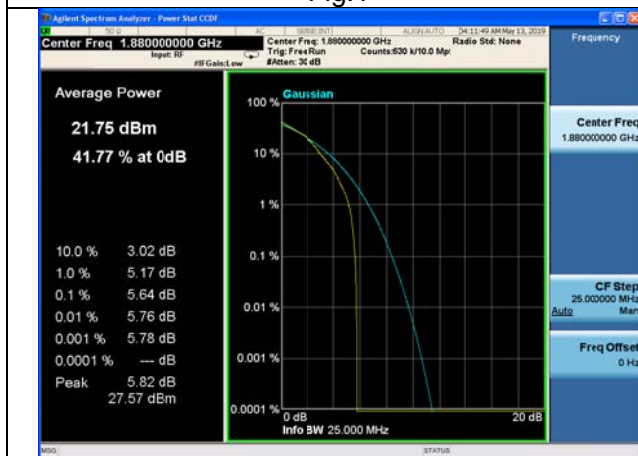 Agilent Spectrum Analyzer - Power Stat CCDF
50 Ω AC SENSE:INT ALIGN AUTO 04:11:49 AM May 13, 2019
Center Freq 1.880000000 GHz
Input: RF
#IFGain:Low
Center Freq: 1.880000000 GHz
Trig: Free Run Counts:630 k/10.0 Mpt
#Atten: 30 dB
Radio Std: None
Frequency
Average Power
21.75 dBm
41.77 % at 0dB
10.0 % 3.02 dB
1.0 % 5.17 dB
0.1 % 5.64 dB
0.01 % 5.76 dB
0.001 % 5.78 dB
0.0001 % --- dB
Peak 5.82 dB
27.57 dBm
Gaussian
100 %
10 %
1 %
0.1 %
0.01 %
0.001 %
0.0001 %
0 dB
20 dB
Info BW 25.000 MHz
Center Freq
1.880000000 GHz
CF Step
25.000000 MHz
Auto Man
Freq Offset
0 Hz
MSG
STATUS